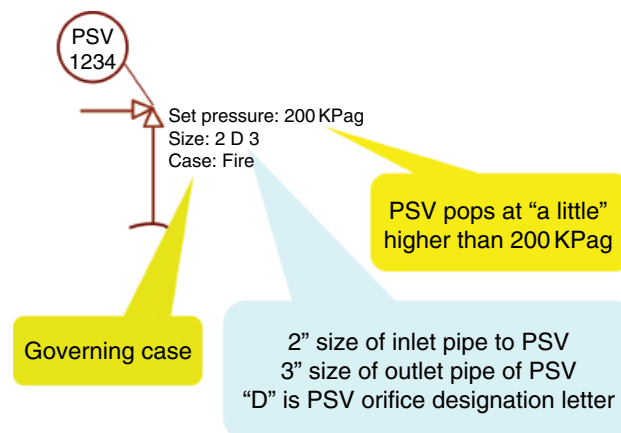 PSV
1234
Set pressure: 200 KPag
Size: 2 D 3
Case: Fire
PSV pops at “a little”
higher than 200 KPag
Governing case
2” size of inlet pipe to PSV
3” size of outlet pipe of PSV
“D” is PSV orifice designation letter